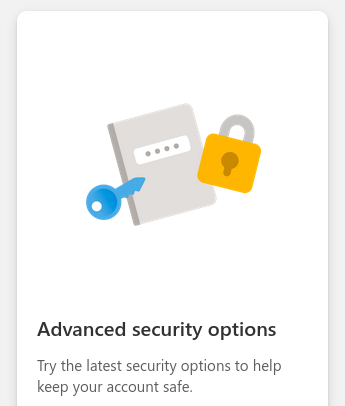 Advanced security options
Try the latest security options to help
keep your account safe.